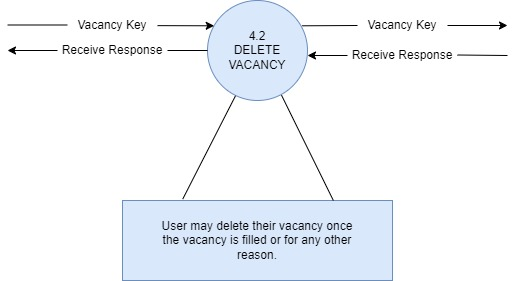 Vacancy Key
Receive Response
4.2
DELETE
VACANCY
Vacancy Key
Receive Response
User may delete their vacancy once
the vacancy is filled or for any other
reason.